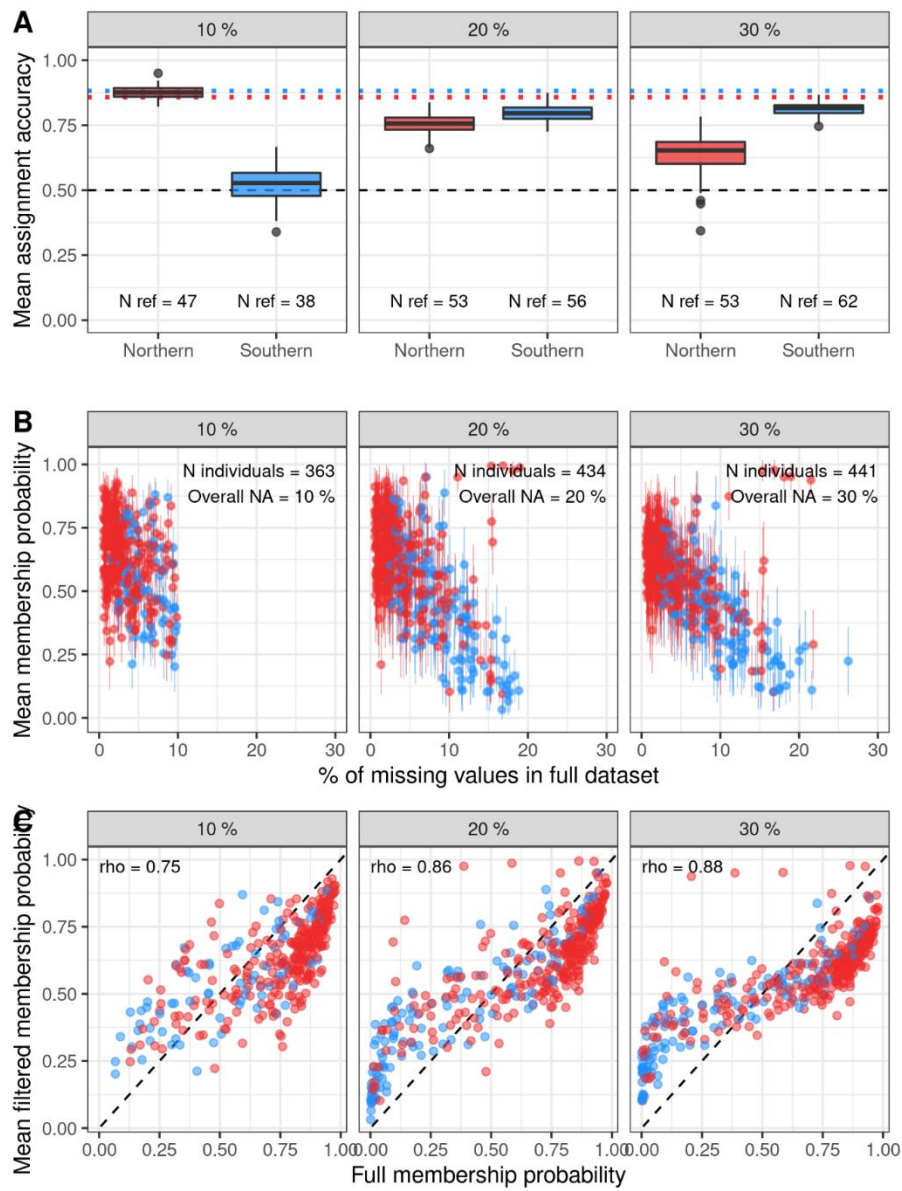 A
10 %
20 %
30 %
Mean assignment accuracy
1.00
0.75
0.50
0.25
0.00
N ref = 47
N ref = 38
N ref = 53
N ref = 56
N ref = 53
N ref = 62
Northern
Southern
Northern
Southern
Northern
Southern
B
10 %
20 %
30 %
Mean membership probability
1.00
0.75
0.50
0.25
0.00
N individuals = 363
Overall NA = 10 %
N individuals = 434
Overall NA = 20 %
N individuals = 441
Overall NA = 30 %
0
10
20
30
0
10
20
30
0
10
20
30
% of missing values in full dataset
C
10 %
20 %
30 %
Mean filtered membership probability
1.00
0.75
0.50
0.25
0.00
rho = 0.75
rho = 0.86
rho = 0.88
0.00
0.25
0.50
0.75
1.00
0.00
0.25
0.50
0.75
1.00
0.00
0.25
0.50
0.75
1.00
Full membership probability